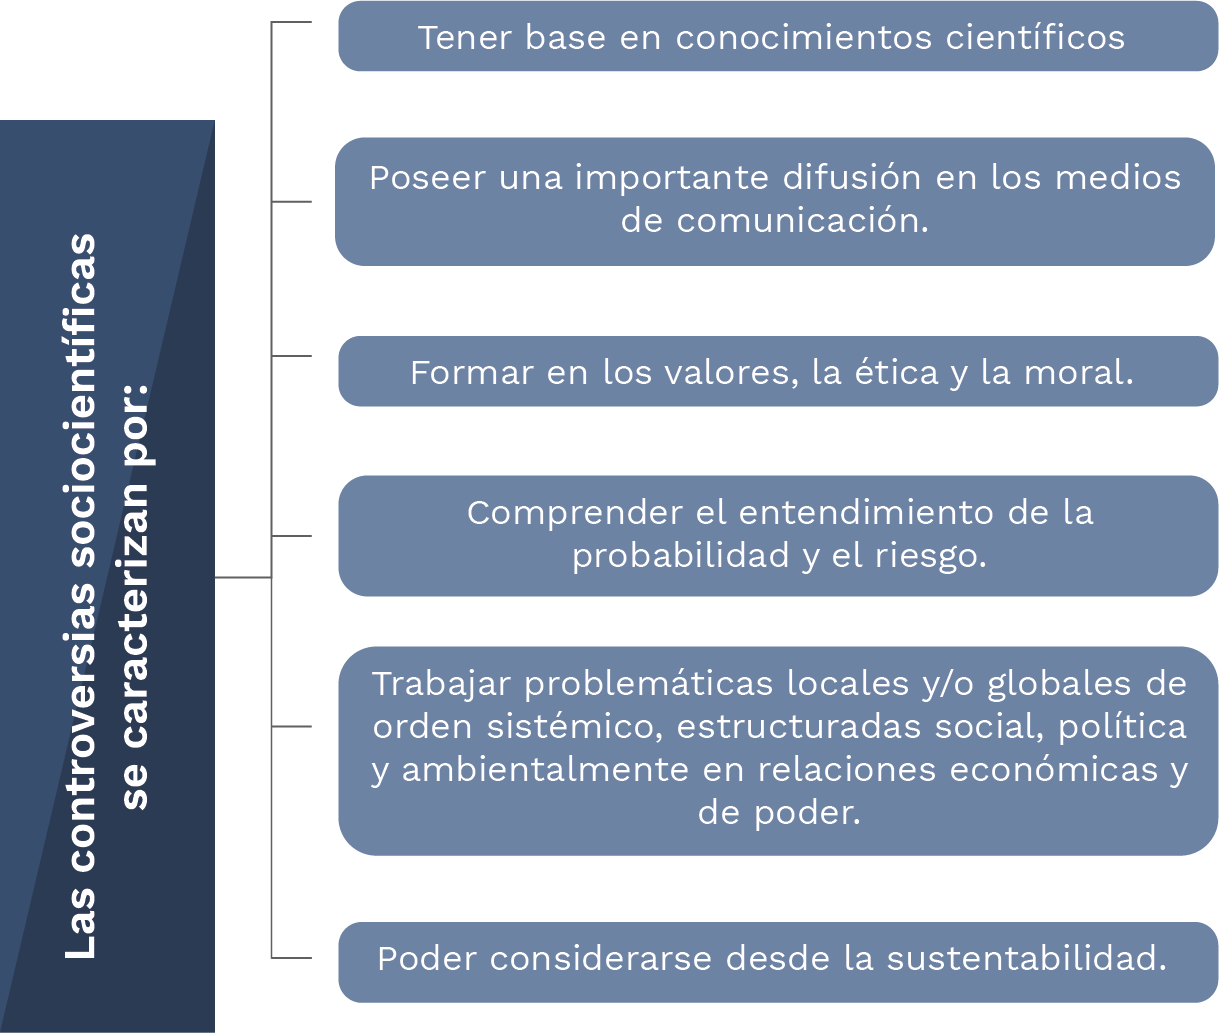 Las controversias sociocientíficas
se caracterizan por:
Tener base en conocimientos científicos
Poseer una importante difusión en los medios
de comunicación.
Formar en los valores, la ética y la moral.
Comprender el entendimiento de la
probabilidad y el riesgo.
Trabajar problemáticas locales y/o globales de
orden sistémico, estructuradas social, política
y ambientalmente en relaciones económicas y
de poder.
Poder considerarse desde la sustentabilidad.